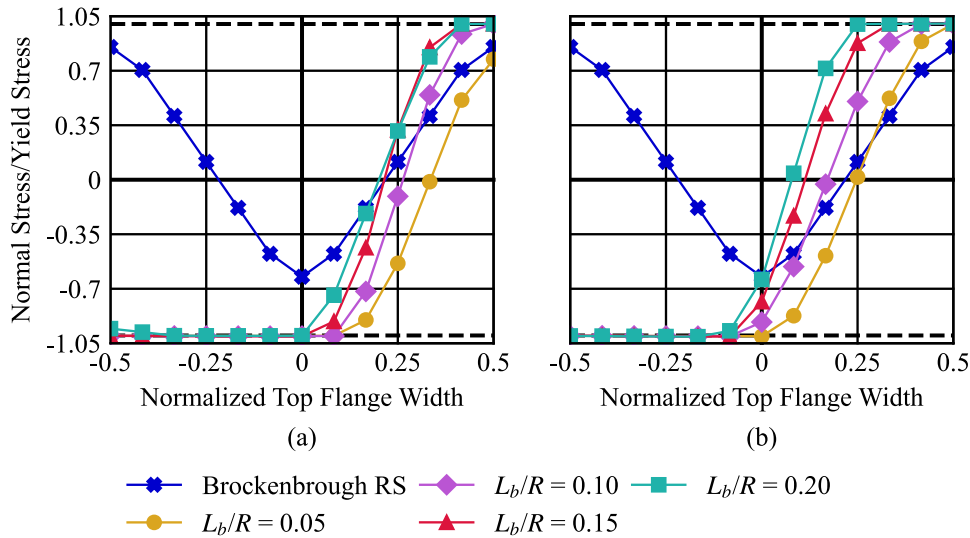 Normal Stress/Yield Stress
1.05
0.7
0.35
0
-0.35
-0.7
-1.05
-0.5 -0.25 0 0.25 0.5
-0.5 -0.25 0 0.25 0.5
Normalized Top Flange Width
Normalized Top Flange Width
(a)
(b)
Brockenbrough RS
L_b/R = 0.10
L_b/R = 0.20
L_b/R = 0.05
L_b/R = 0.15